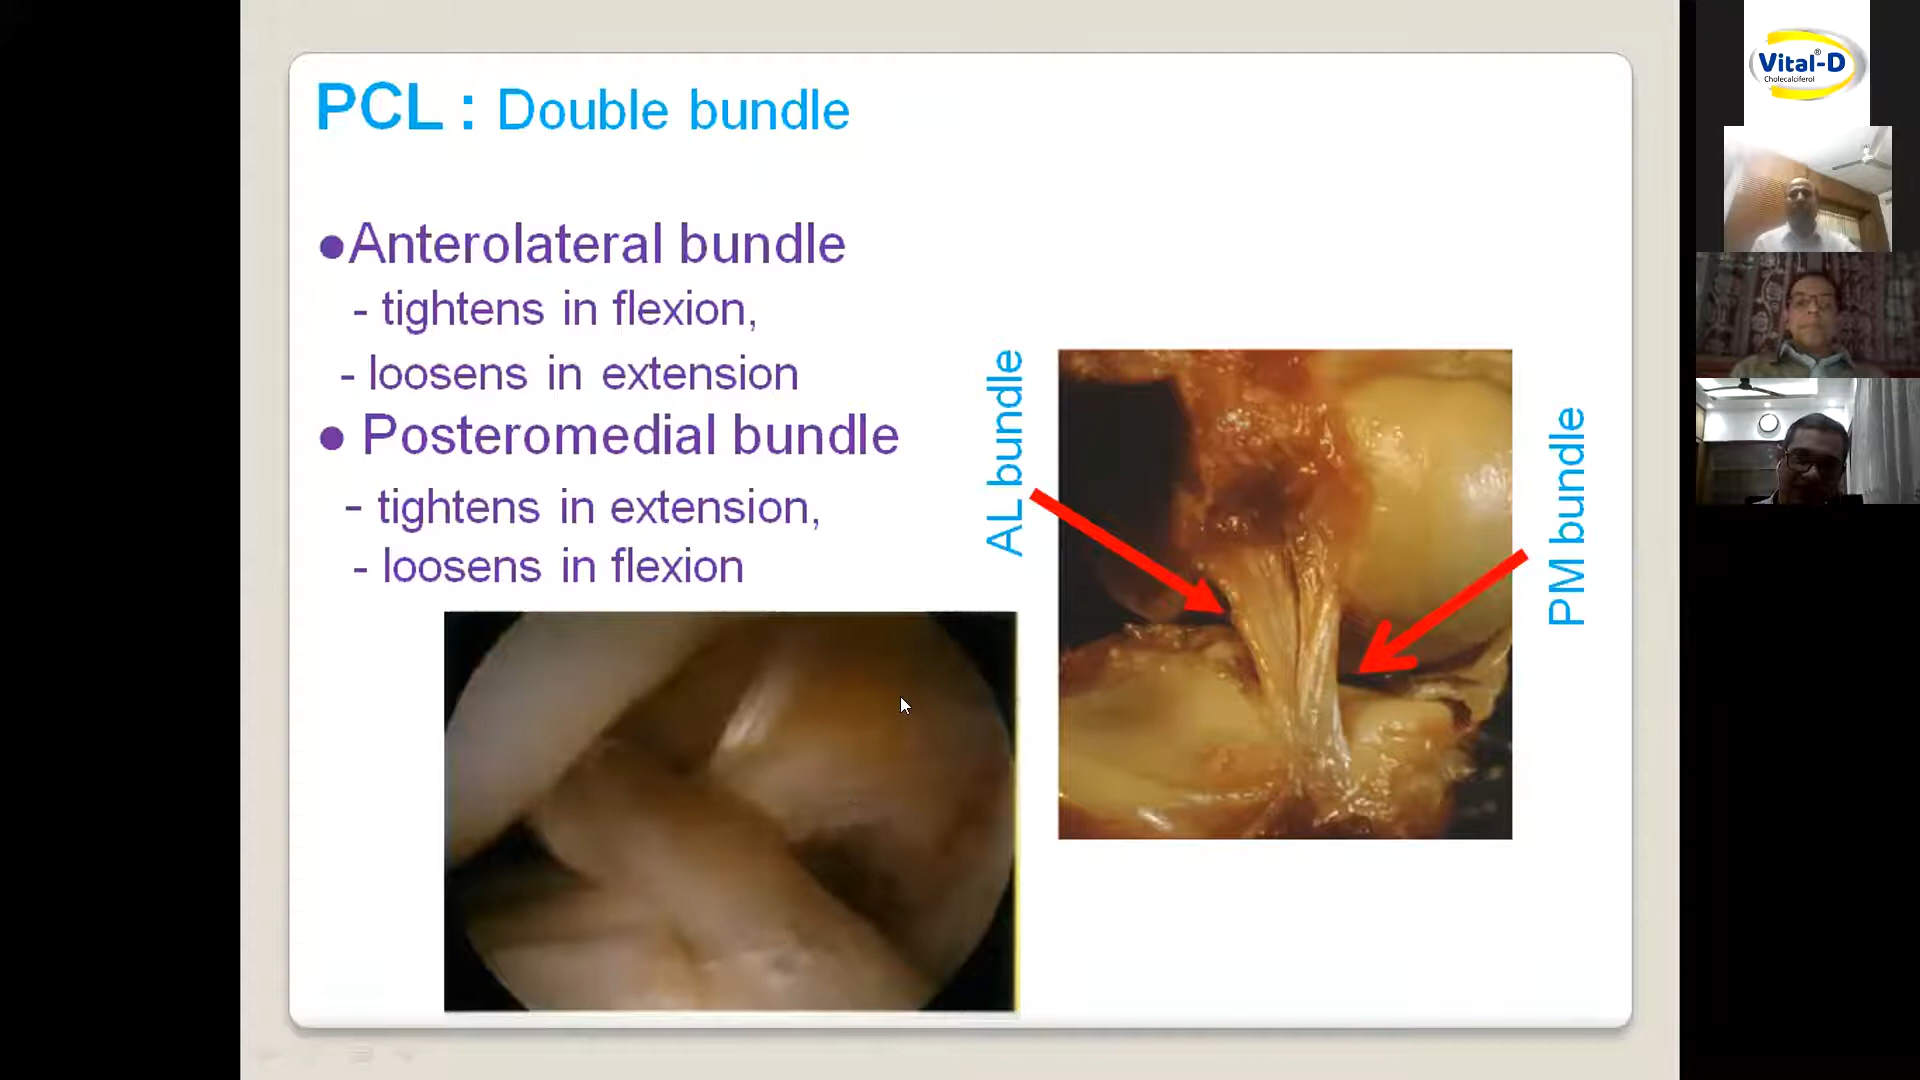 PCL : Double bundle
●Anterolateral bundle
- tightens in flexion,
- loosens in extension
● Posteromedial bundle
- tightens in extension,
- loosens in flexion
AL bundle
PM bundle
Vital-D®
Cholecalciferol